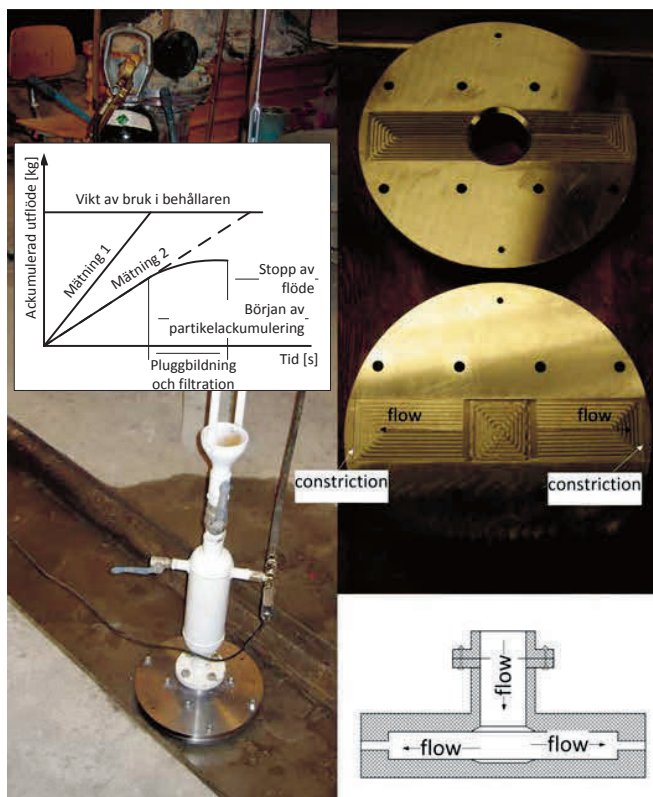 Ackumulerad utflöde [kg]
Vikt av bruk i behållaren
Mätning 1
Mätning 2
Stopp av
flöde
Början av
partikelackumulering
Tid [s]
Pluggbildning
och filtration
flow
flow
constriction
constriction
flow
flow
flow